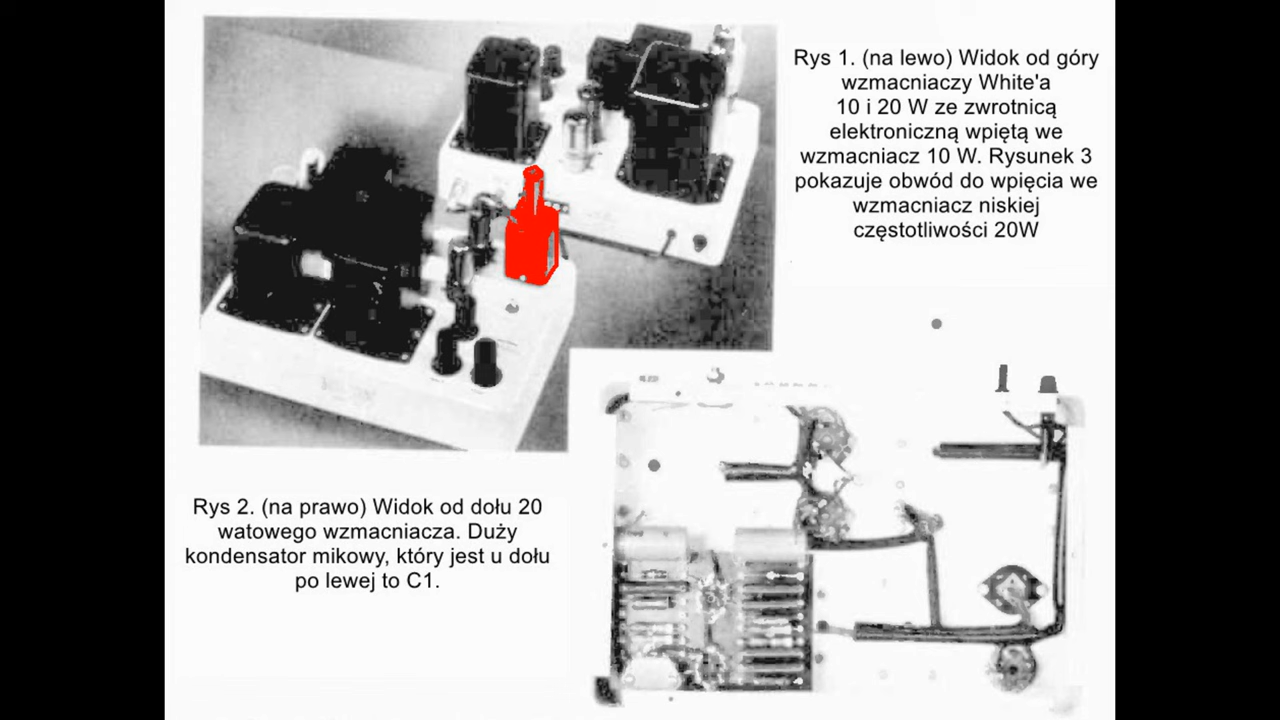 Rys 1. (na lewo) Widok od góry
wzmacniaczy White'a
10 i 20 W ze zwrotnicą
elektroniczną wpiętą we
wzmacniacz 10 W. Rysunek 3
pokazuje obwód do wpięcia we
wzmacniacz niskiej
częstotliwości 20W
Rys 2. (na prawo) Widok od dołu 20
watowego wzmacniacza. Duży
kondensator mikowy, który jest u dołu
po lewej to C1.